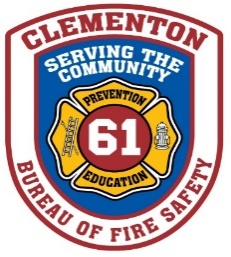 CLEMENTON
SERVING THE
COMMUNITY
PREVENTION
61
EDUCATION
BUREAU OF FIRE SAFETY